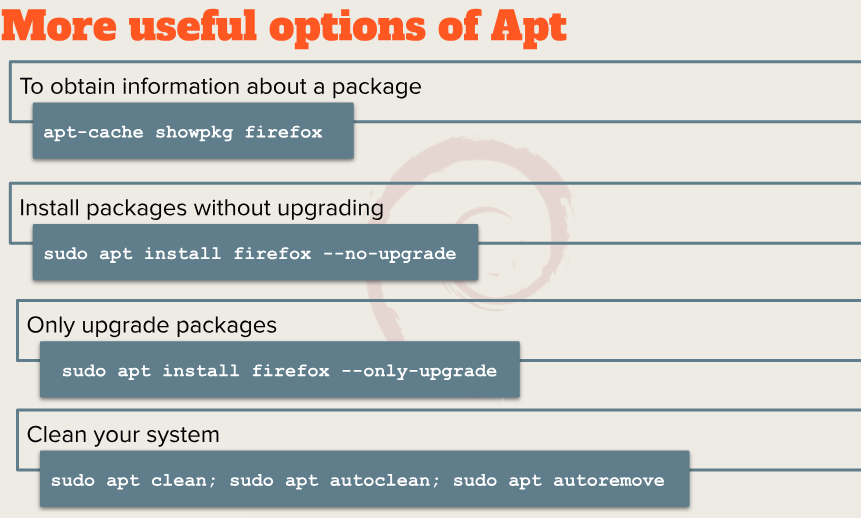 More useful options of Apt
To obtain information about a package
apt-cache showpkg firefox
Install packages without upgrading
sudo apt install firefox --no-upgrade
Only upgrade packages
sudo apt install firefox --only-upgrade
Clean your system
sudo apt clean; sudo apt autoclean; sudo apt autoremove